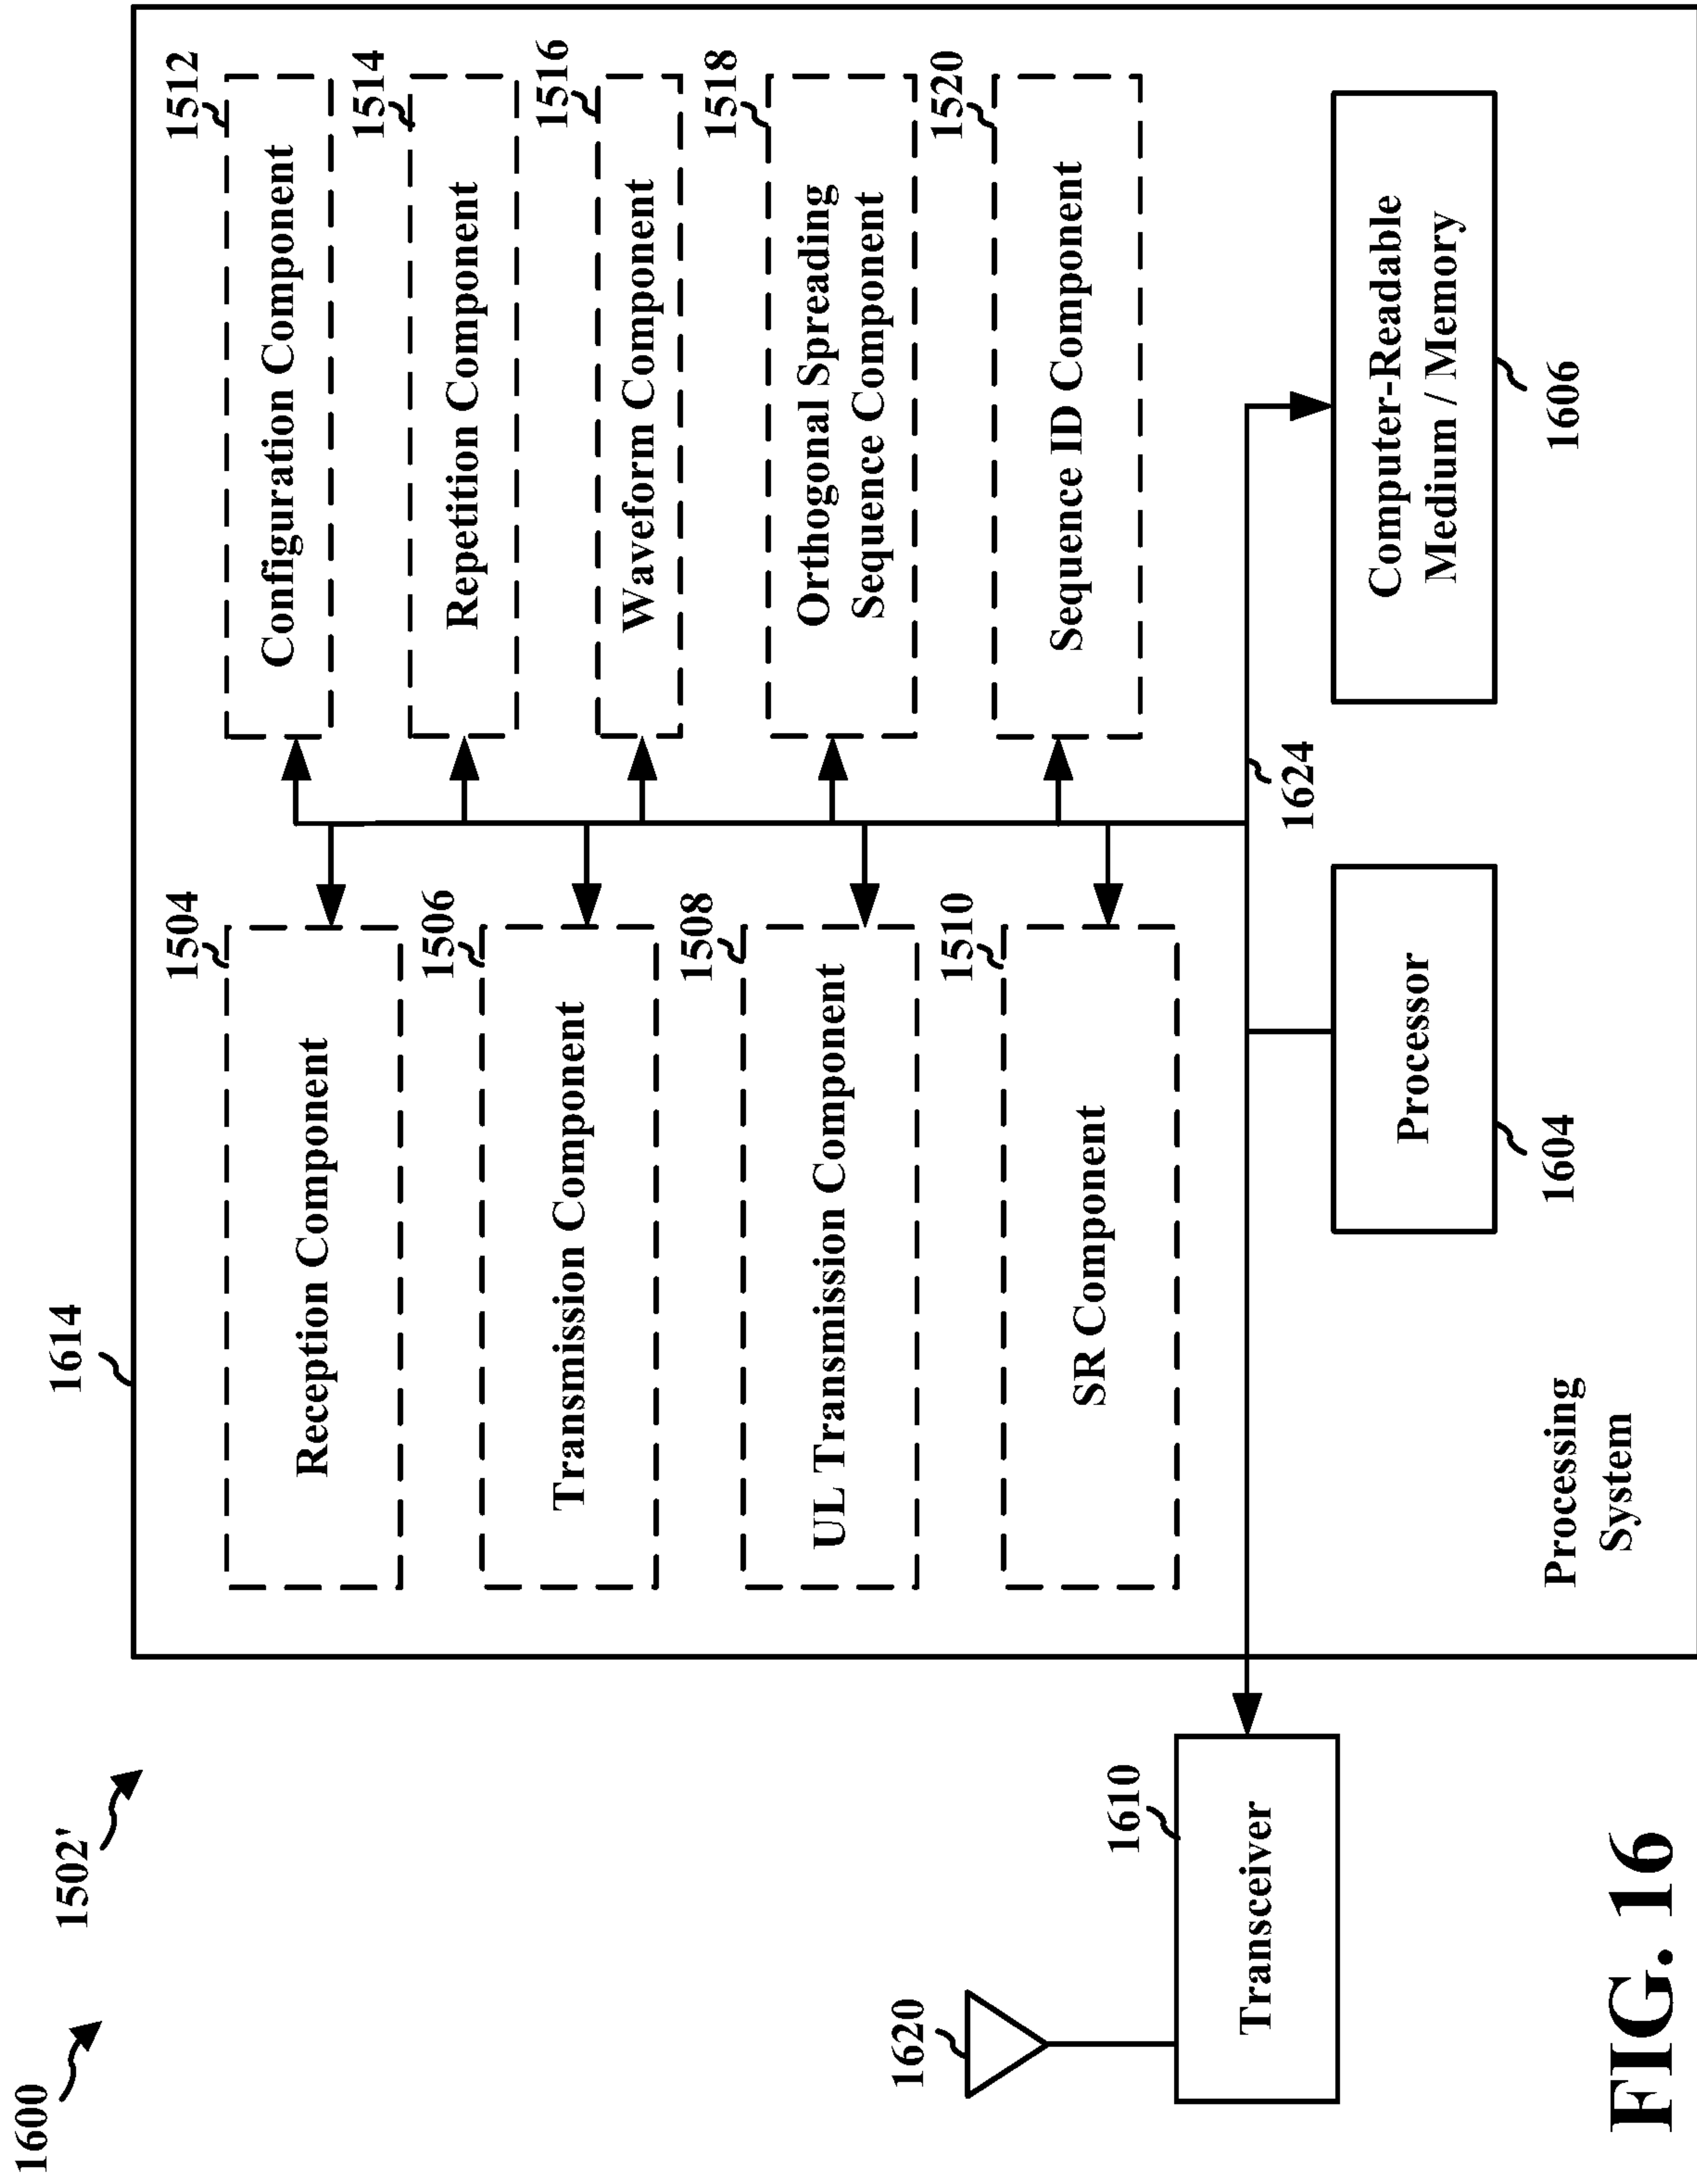 1600
1502'
1614
1504
Reception Component
1506
Transmission Component
1508
UL Transmission Component
1510
SR Component
1512
Configuration Component
1514
Repetition Component
1516
Waveform Component
1518
Orthogonal Spreading
Sequence Component
1520
Sequence ID Component
1620
1610
Transceiver
Processing
System
Processor
1604
1624
Computer-Readable
Medium / Memory
1606
FIG. 16